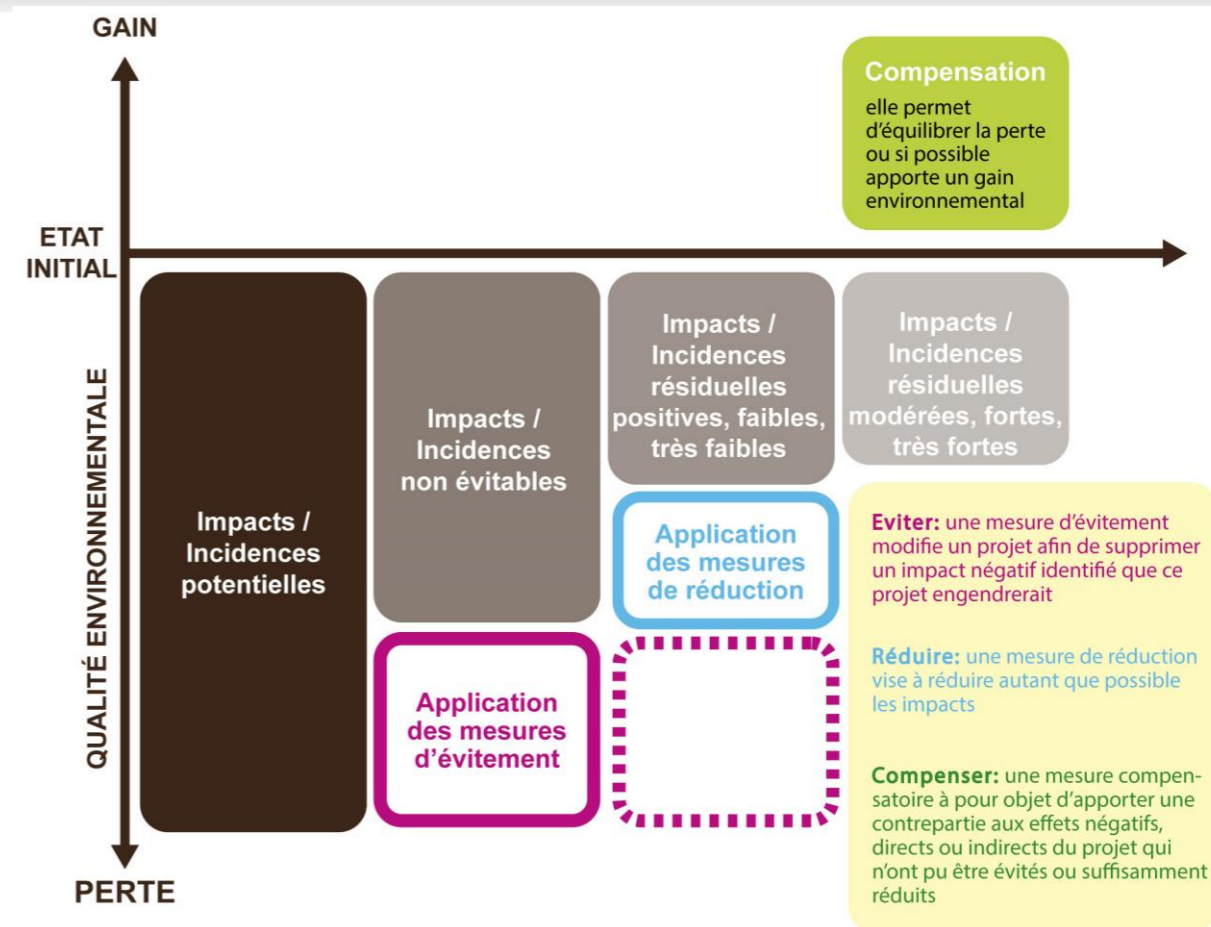 GAIN
Compensation
elle permet
d'équilibrer la perte
ou si possible
apporte un gain
environnemental
ETAT
INITIAL
QUALITÉ ENVIRONNEMENTALE
PERTE
Impacts /
Incidences
potentielles
Impacts /
Incidences
non évitables
Application
des mesures
d'évitement
Impacts /
Incidences
résiduelles
positives, faibles,
très faibles
Application
des mesures
de réduction
Impacts /
Incidences
résiduelles
modérées, fortes,
très fortes
Eviter: une mesure d'évitement
modifie un projet afin de supprimer
un impact négatif identifié que ce
projet engendrerait
Réduire: une mesure de réduction
vise à réduire autant que possible
les impacts
Compenser: une mesure compen-
satoire à pour objet d'apporter une
contrepartie aux effets négatifs,
directs ou indirects du projet qui
n'ont pu être évités ou suffisamment
réduits